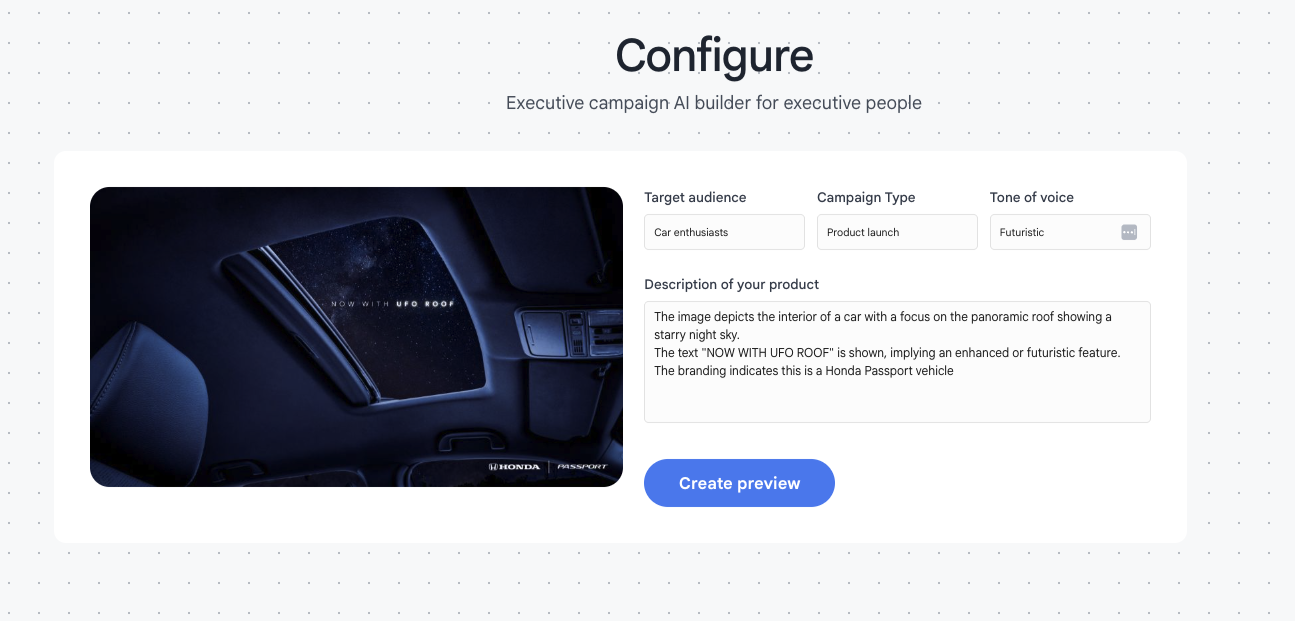 Configure
Executive campaign AI builder for executive people
NOW WITH UFO ROOF
HONDA | PASSPORT
Target audience
Campaign Type
Tone of voice
Car enthusiasts
Product launch
Futuristic
Description of your product
The image depicts the interior of a car with a focus on the panoramic roof showing a
starry night sky.
The text "NOW WITH UFO ROOF" is shown, implying an enhanced or futuristic feature.
The branding indicates this is a Honda Passport vehicle
Create preview